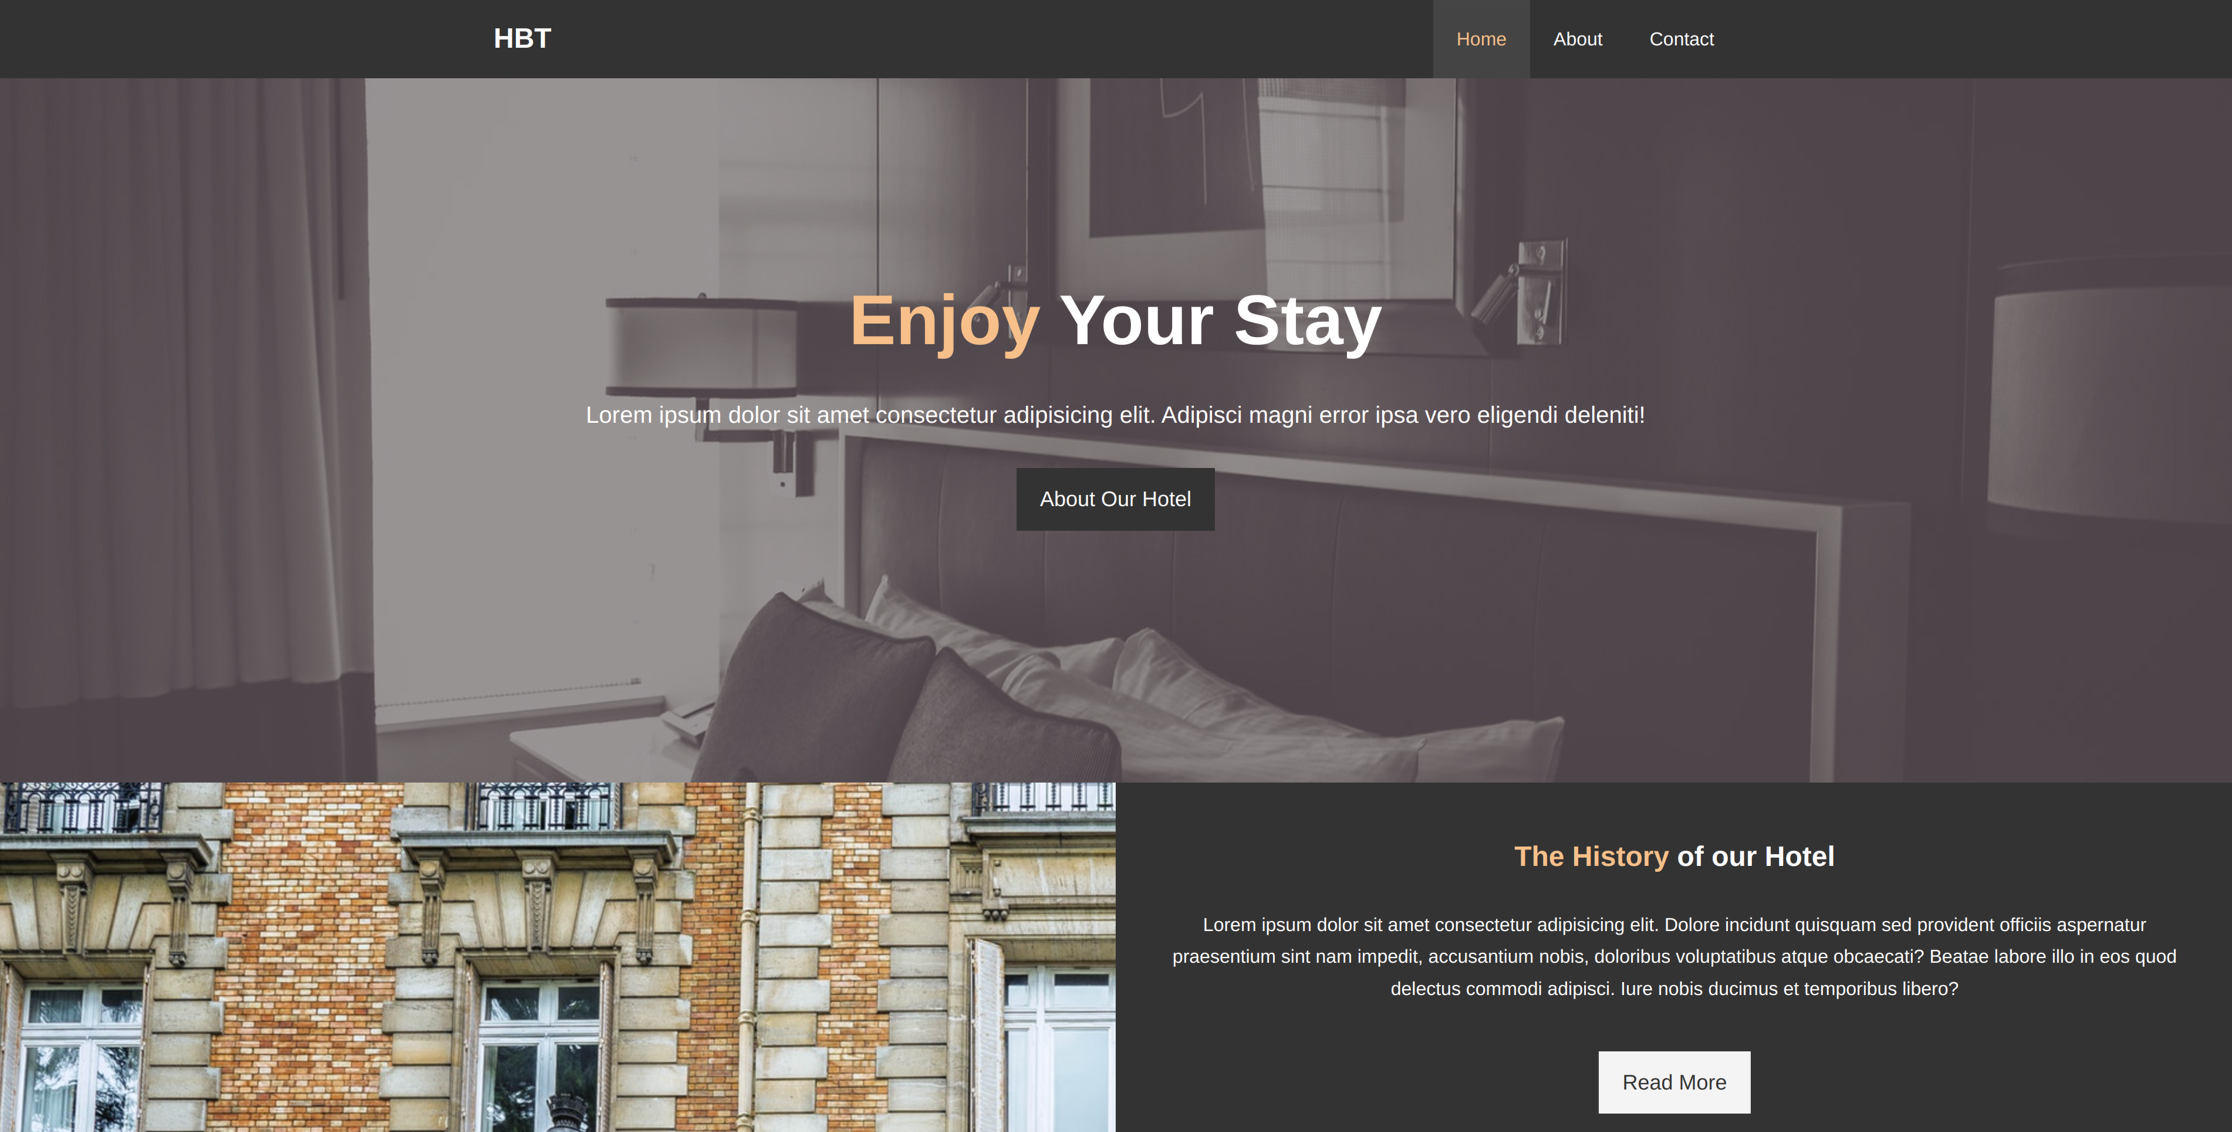 HBT
Home About Contact
Enjoy Your Stay
Lorem ipsum dolor sit amet consectetur adipisicing elit. Adipisci magni error ipsa vero eligendi deleniti!
About Our Hotel
The History of our Hotel
Lorem ipsum dolor sit amet consectetur adipisicing elit. Dolore incidunt quisquam sed provident officiis aspernatur
praesentium sint nam impedit, accusantium nobis, doloribus voluptatibus atque obcaecati? Beatae labore illo in eos quod
delectus commodi adipisci. Iure nobis ducimus et temporibus libero?
Read More